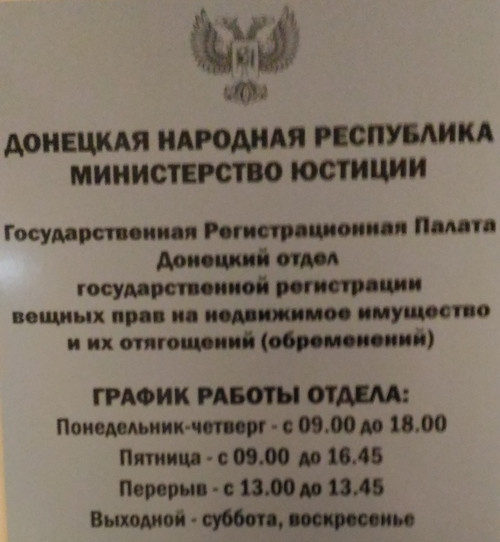 ДОНЕЦКАЯ НАРОДНАЯ РЕСПУБЛИКА
МИНИСТЕРСТВО ЮСТИЦИИ
Государственная Регистрационная Палата
Донецкий отдел
государственной регистрации
вещных прав на недвижимое имущество
и их отягощений (обременений)
ГРАФИК РАБОТЫ ОТДЕЛА:
Понедельник-четверг - с 09.00 до 18.00
Пятница - с 09.00 до 16.45
Перерыв - с 13.00 до 13.45
Выходной - суббота, воскресенье